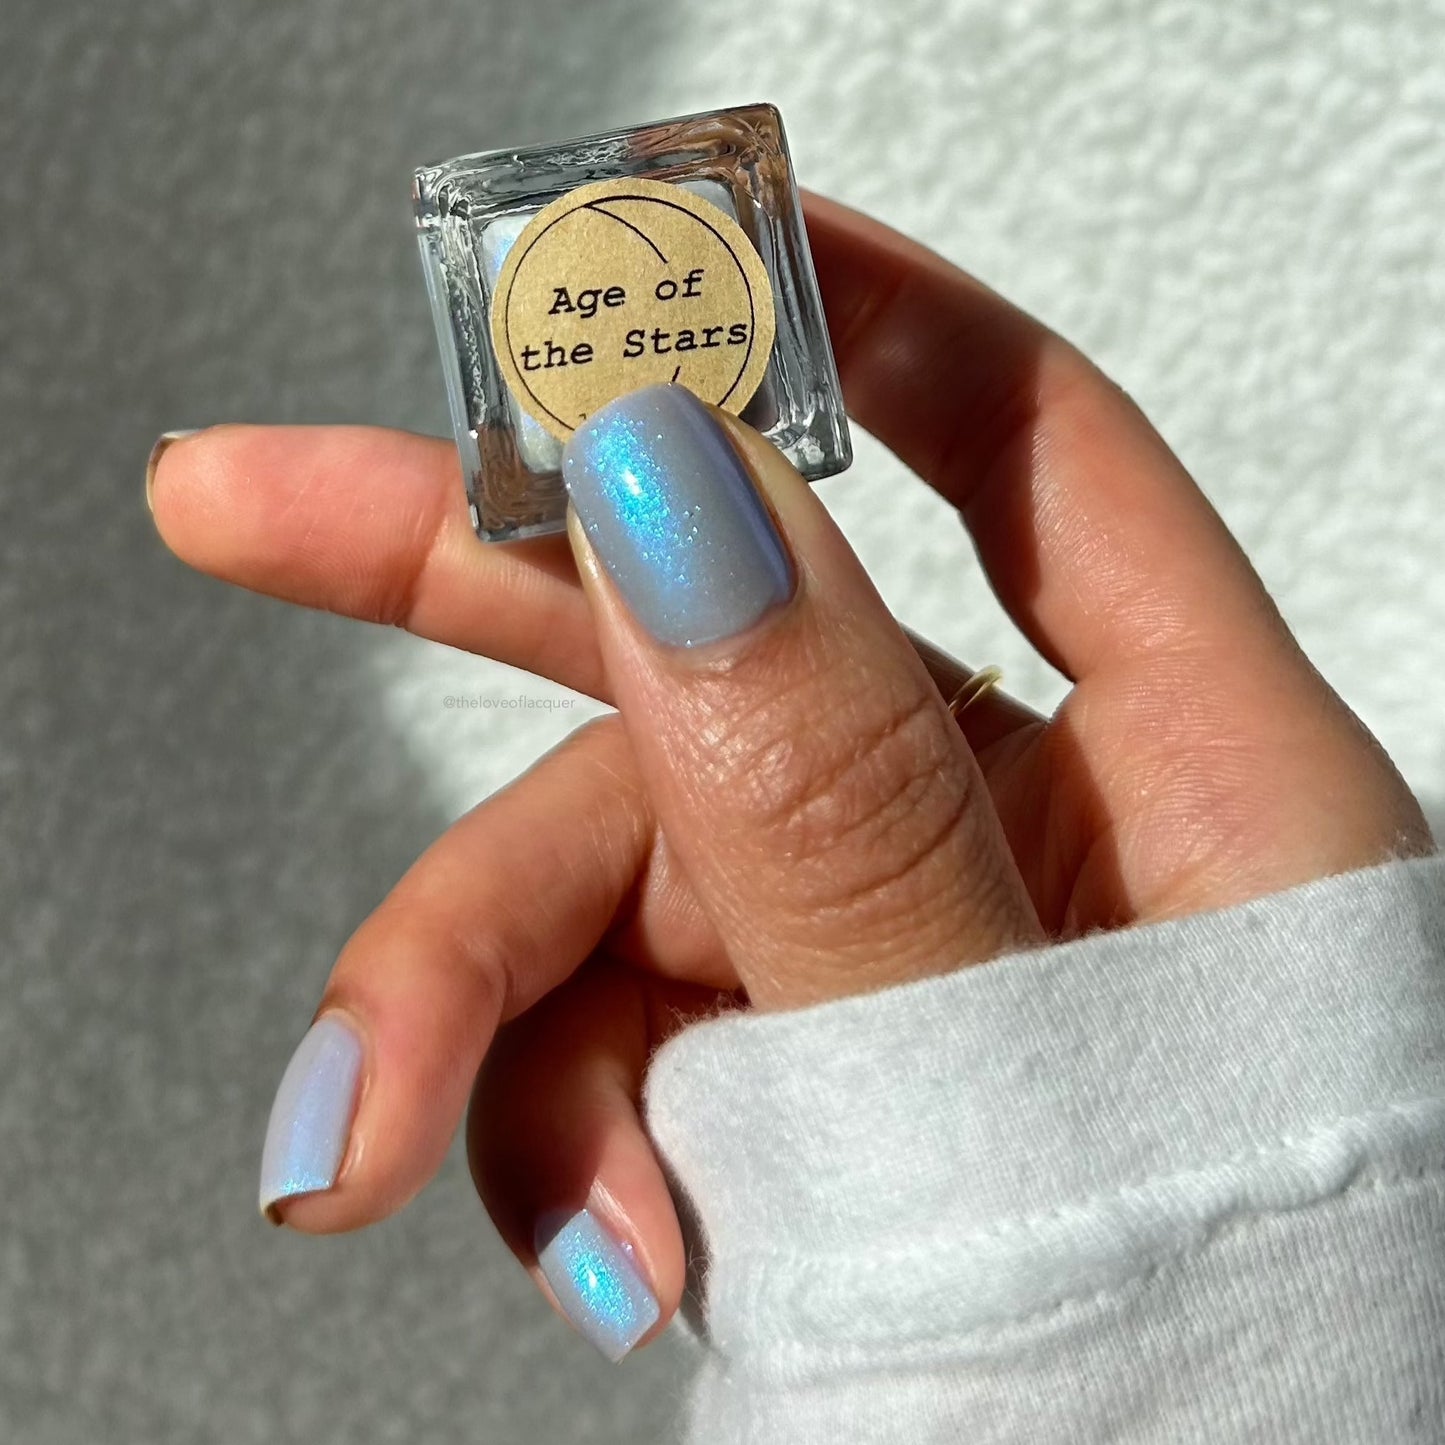 Age of
the Stars
@theloveoflacquer